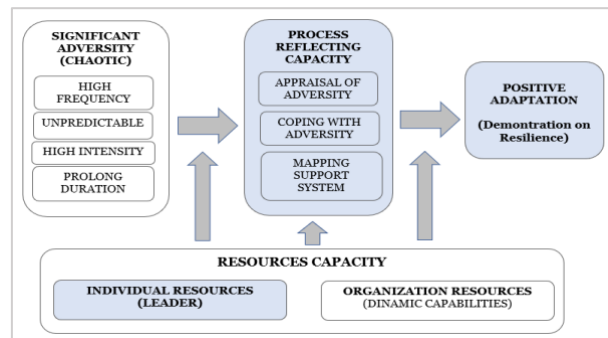 SIGNIFICANT
ADVERSITY
(CHAOTIC)
HIGH
FREQUENCY
UNPREDICTABLE
HIGH INTENSITY
PROLONG
DURATION
PROCESS
REFLECTING
CAPACITY
APPRAISAL OF
ADVERSITY
COPING WITH
ADVERSITY
MAPPING
SUPPORT
SYSTEM
POSITIVE
ADAPTATION
(Demontration on
Resilience)
RESOURCES CAPACITY
INDIVIDUAL RESOURCES
(LEADER)
ORGANIZATION RESOURCES
(DINAMIC CAPABILITIES)